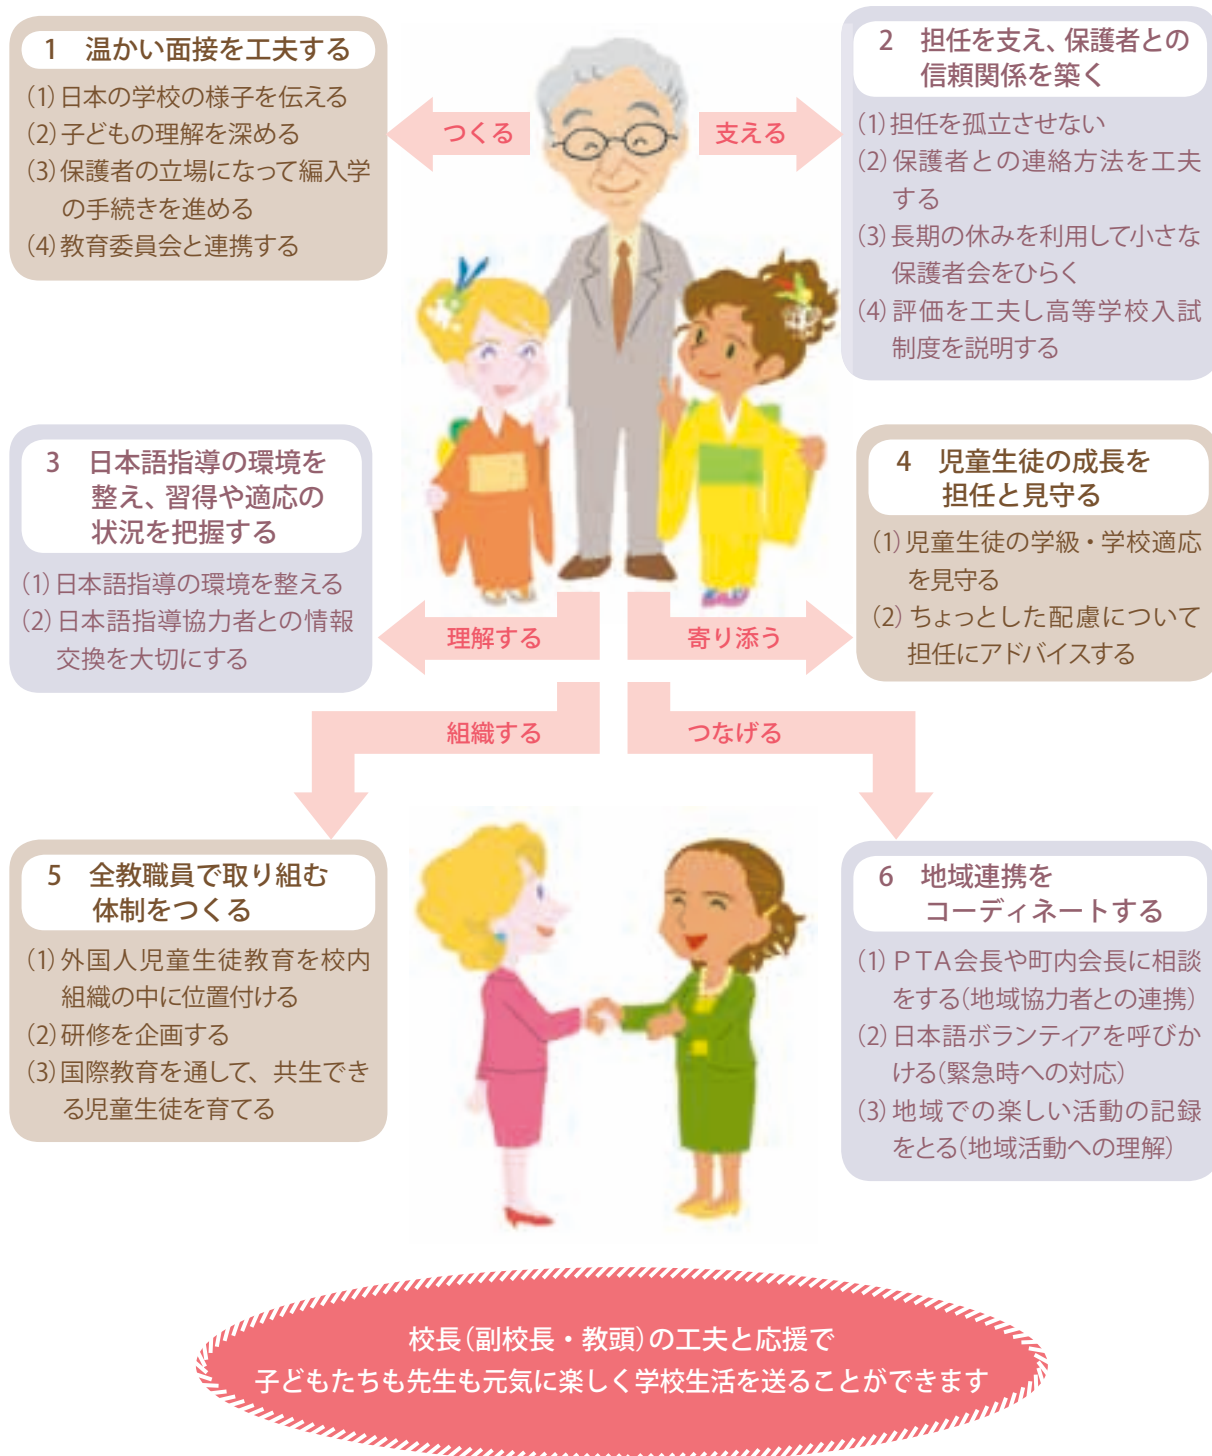 1 温かい面接を工夫する
(1)日本の学校の様子を伝える
(2)子どもの理解を深める
(3)保護者の立場になって編入学
の手続きを進める
(4)教育委員会と連携する
つくる
支える
2 担任を支え、保護者との
信頼関係を築く
(1)担任を孤立させない
(2)保護者との連絡方法を工夫
する
(3)長期の休みを利用して小さな
保護者会をひらく
(4)評価を工夫し高等学校入試
制度を説明する
3 日本語指導の環境を
整え、習得や適応の
状況を把握する
(1)日本語指導の環境を整える
(2)日本語指導協力者との情報
交換を大切にする
理解する
寄り添う
4 児童生徒の成長を
担任と見守る
(1)児童生徒の学級・学校適応
を見守る
(2)ちょっとした配慮について
担任にアドバイスする
組織する
つなげる
5 全教職員で取り組む
体制をつくる
(1)外国人児童生徒教育を校内
組織の中に位置付ける
(2)研修を企画する
(3)国際教育を通して、共生でき
る児童生徒を育てる
6 地域連携を
コーディネートする
(1)PTA会長や町内会長に相談
をする(地域協力者との連携)
(2)日本語ボランティアを呼びか
ける(緊急時への対応)
(3)地域での楽しい活動の記録
をとる(地域活動への理解)
校長(副校長・教頭)の工夫と応援で
子どもたちも先生も元気に楽しく学校生活を送ることができます